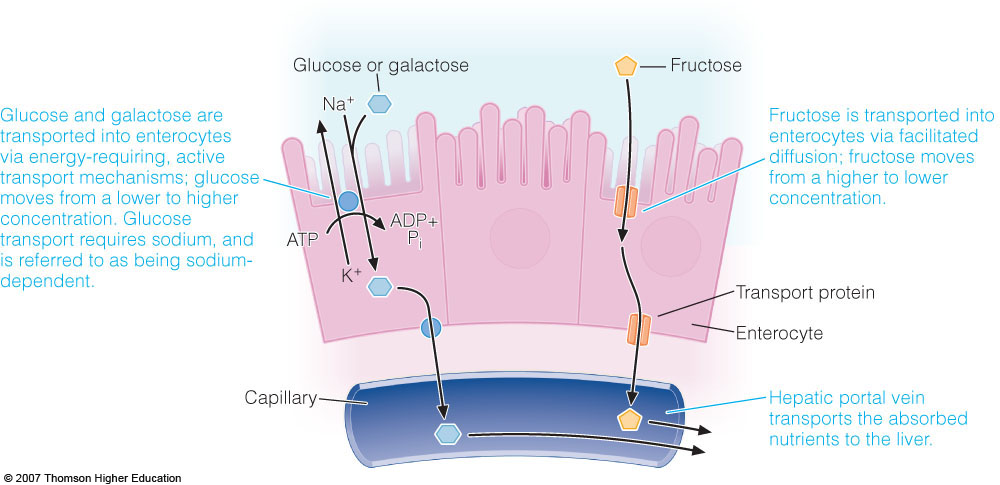 Glucose or galactose
Fructose
Na⁺
Glucose and galactose are
transported into enterocytes
via energy-requiring, active
transport mechanisms; glucose
moves from a lower to higher
concentration. Glucose
transport requires sodium, and
is referred to as being sodium-
dependent.
Fructose is transported into
enterocytes via facilitated
diffusion; fructose moves
from a higher to lower
concentration.
ATP
ADP+
Pi
K⁺
Transport protein
Enterocyte
Capillary
Hepatic portal vein
transports the absorbed
nutrients to the liver.
© 2007 Thomson Higher Education